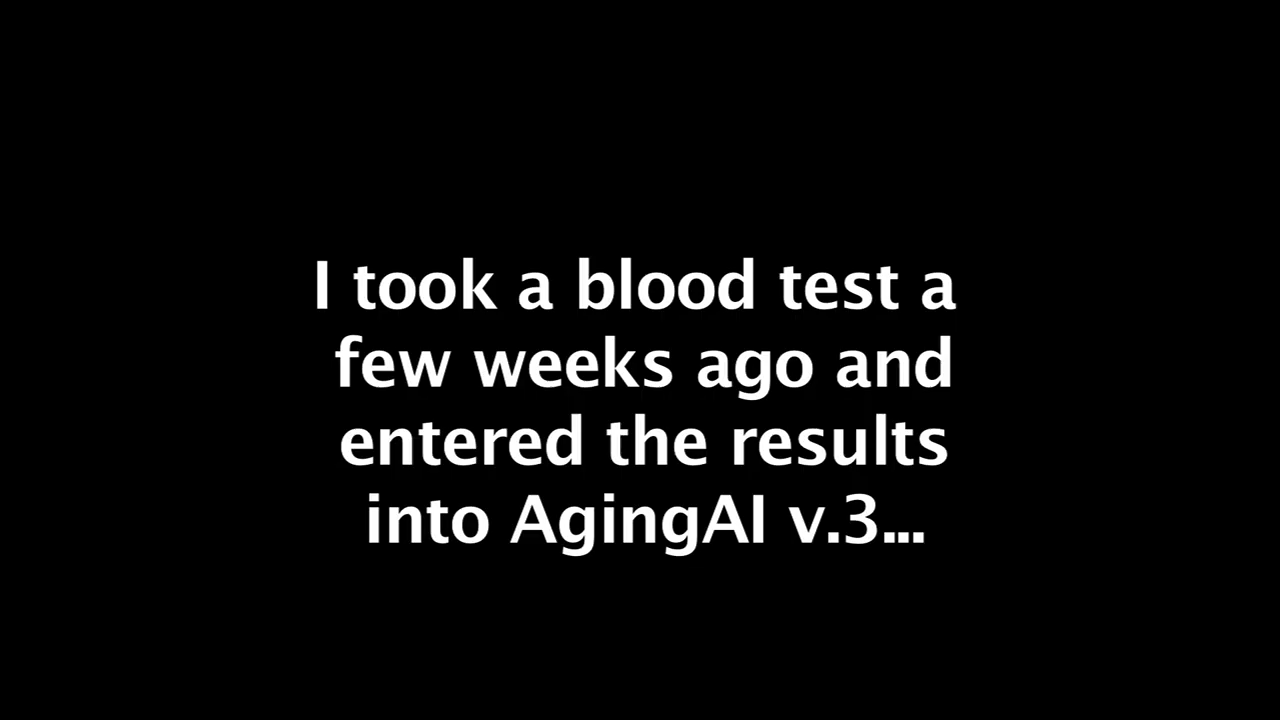 I took a blood test a
few weeks ago and
entered the results
into AgingAI v.3...